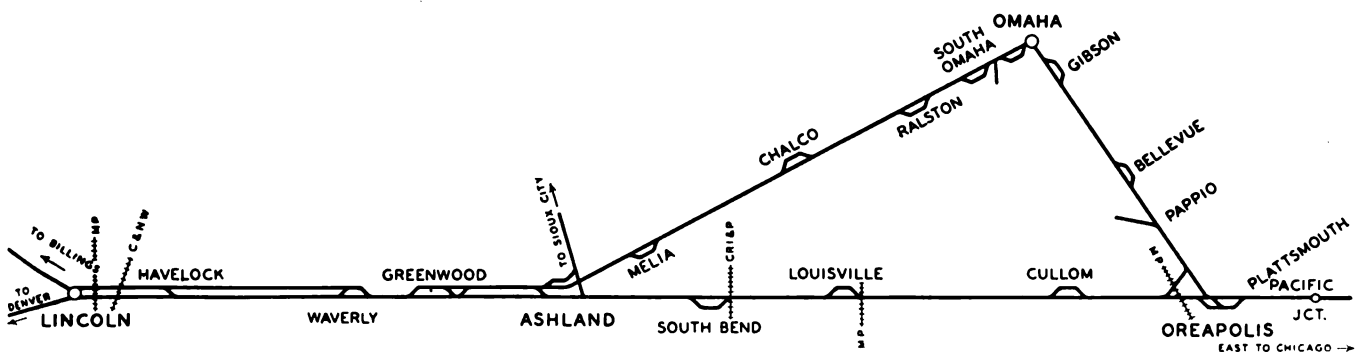 OMAHA
SOUTH
OMAHA
GIBSON
RALSTON
CHALCO
BELLEVUE
PAPPIO
TO SIOUX CITY
MELIA
CRI&P
MP
C&NW
TO BILLINGS
HAVELOCK
GREENWOOD
LOUISVILLE
CULLOM
MP
PLATTSMOUTH
PACIFIC
JCT.
TO
DENVER
LINCOLN
WAVERLY
ASHLAND
SOUTH BEND
MP
OREAPOLIS
EAST TO CHICAGO